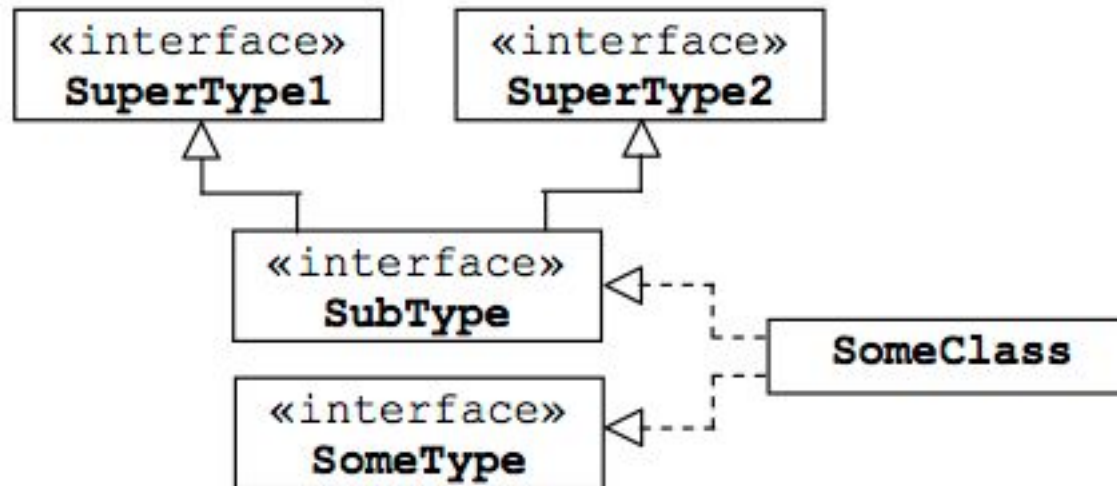 «interface»
SuperType1
«interface»
SuperType2
«interface»
SubType
SomeClass
«interface»
SomeType